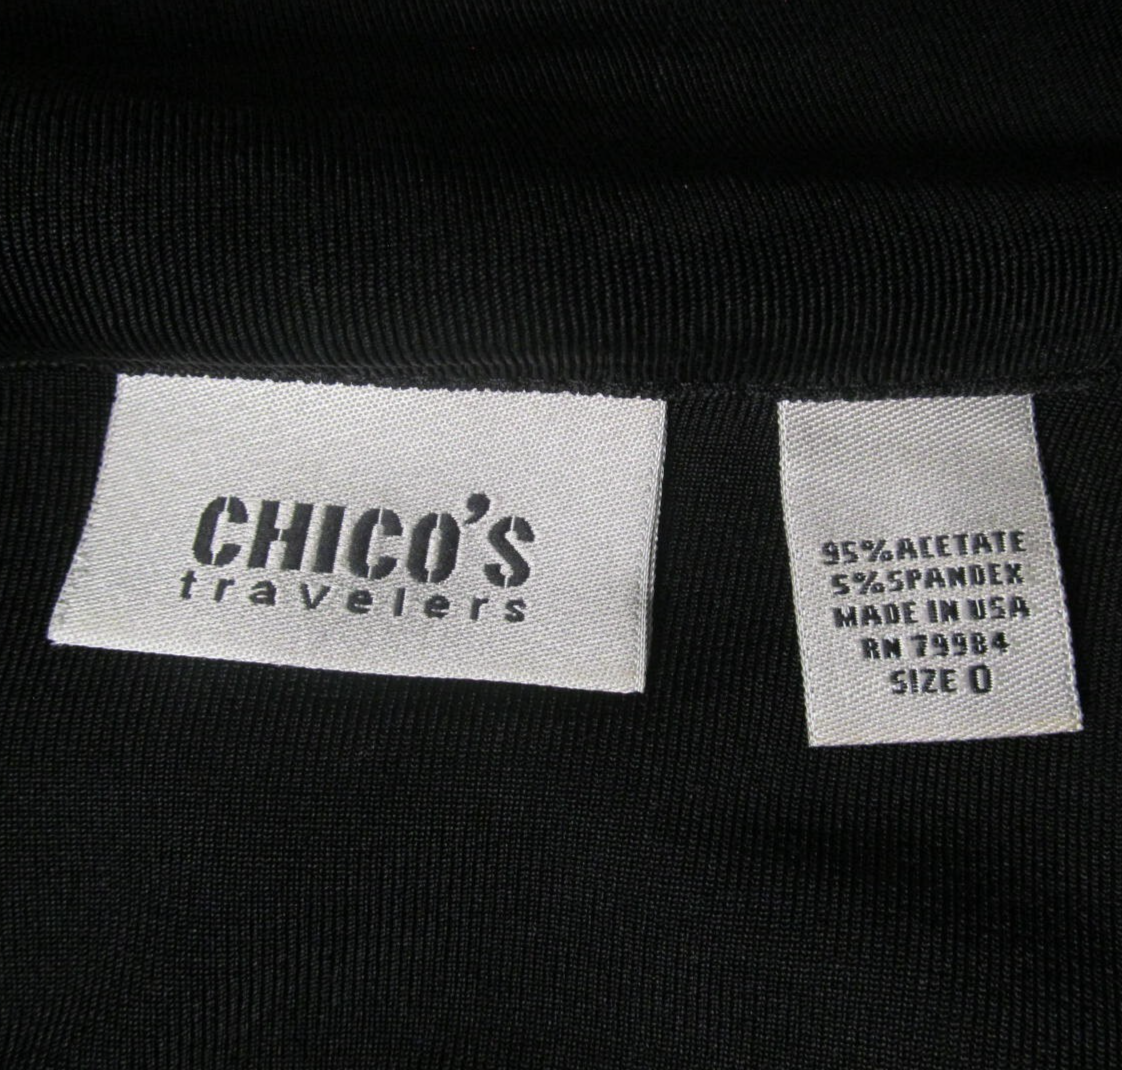 CHICO'S
travelers
95% ACETATE
5% SPANDEX
MADE IN USA
RN 79984
SIZE 0